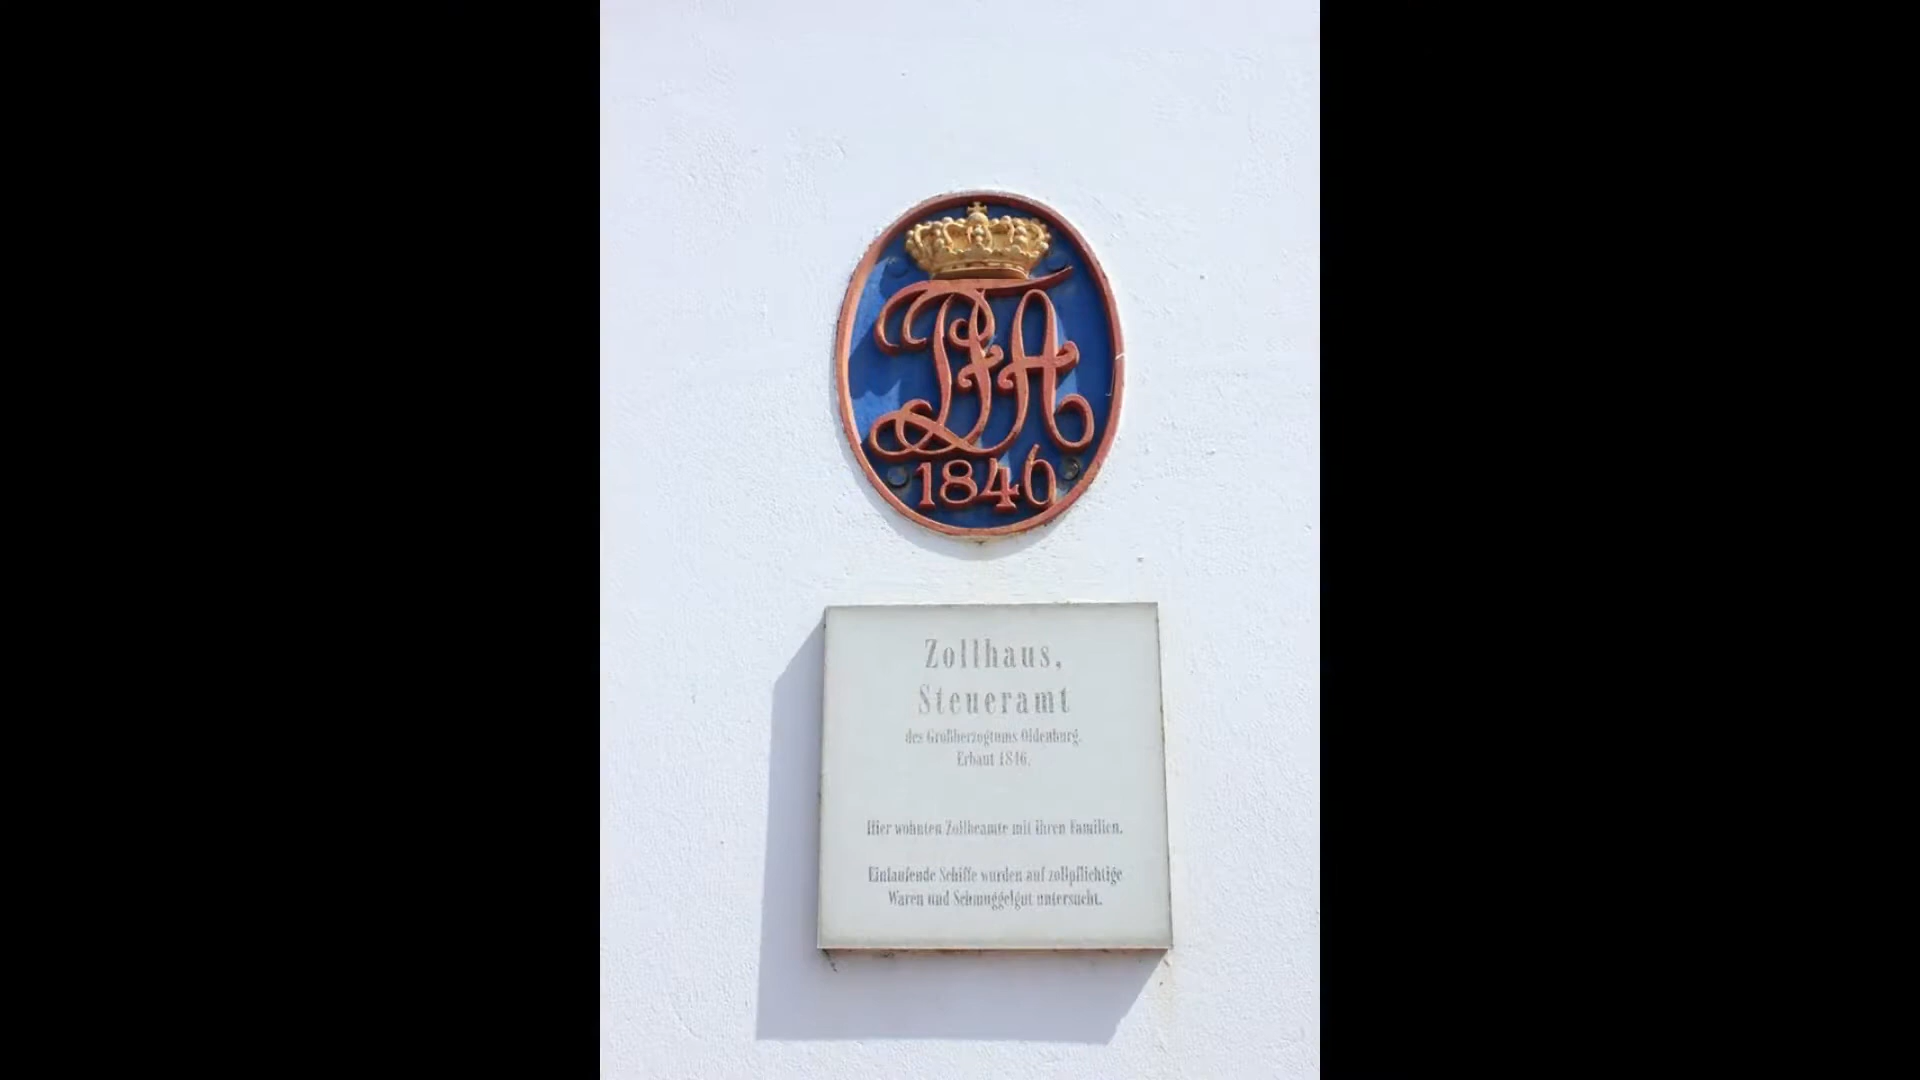 PFA
1846
Zollhaus,
Steueramt
des Großherzogtums Oldenburg.
Erbaut 1846.
Hier wohnten Zollbeamte mit ihren Familien.
Einlaufende Schiffe wurden auf zollpflichtige
Waren und Schmuggelgut untersucht.